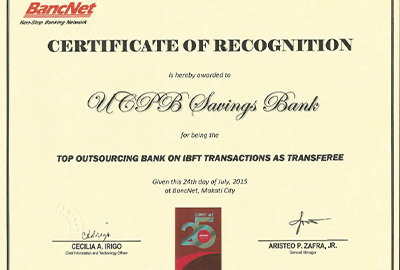 BancNet
Non-Stop Banking Network
CERTIFICATE OF RECOGNITION
is hereby awarded to
UCPB Savings Bank
for being the
TOP OUTSOURCING BANK ON IBFT TRANSACTIONS AS TRANSFEREE
Given this 24th day of July, 2015
at BancNet, Makati City
25
CECILIA A. IRIGO
Chief Information and Technology Officer
ARISTEO P. ZAFRA, JR.
General Manager